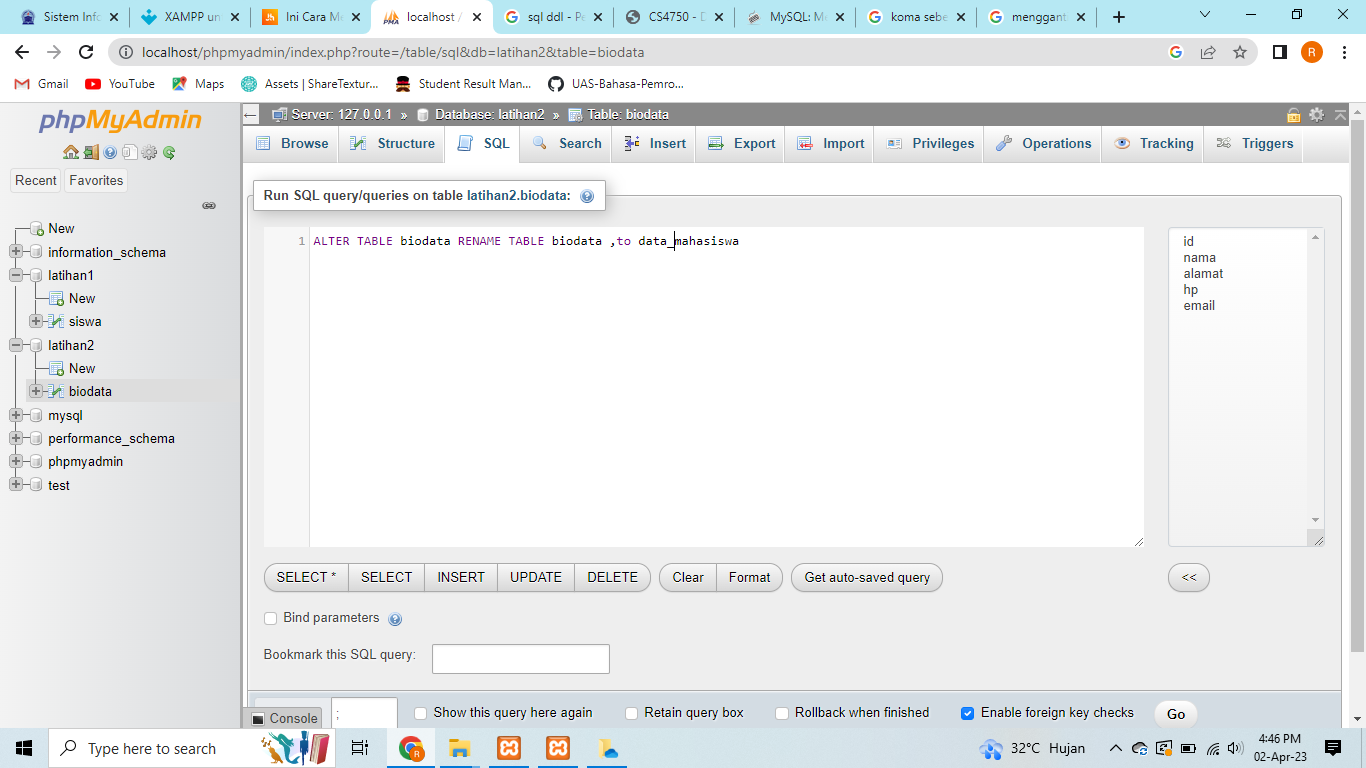 Sistem Info XAMPP un Ini Cara Me localhost / sql ddl - Pe CS4750 - D MySQL: Me koma sebe menggant
localhost/phpmyadmin/index.php?route=/table/sql&db=latihan2&table=biodata R
Gmail YouTube Maps Assets | ShareTextur... Student Result Man... UAS-Bahasa-Pemro...
phpMyAdmin
Recent Favorites
New
information_schema
latihan1
New
siswa
latihan2
New
biodata
mysql
performance_schema
phpmyadmin
test
Server: 127.0.0.1 » Database: latihan2 » Table: biodata
Browse Structure SQL Search Insert Export Import Privileges Operations Tracking Triggers
Run SQL query/queries on table latihan2.biodata:
1 ALTER TABLE biodata RENAME TABLE biodata ,to data_mahasiswa
id
nama
alamat
hp
email
SELECT * SELECT INSERT UPDATE DELETE Clear Format Get auto-saved query <<
Bind parameters
Bookmark this SQL query:
Console ; Show this query here again Retain query box Rollback when finished Enable foreign key checks Go
Type here to search 32°C Hujan 4:46 PM
02-Apr-23